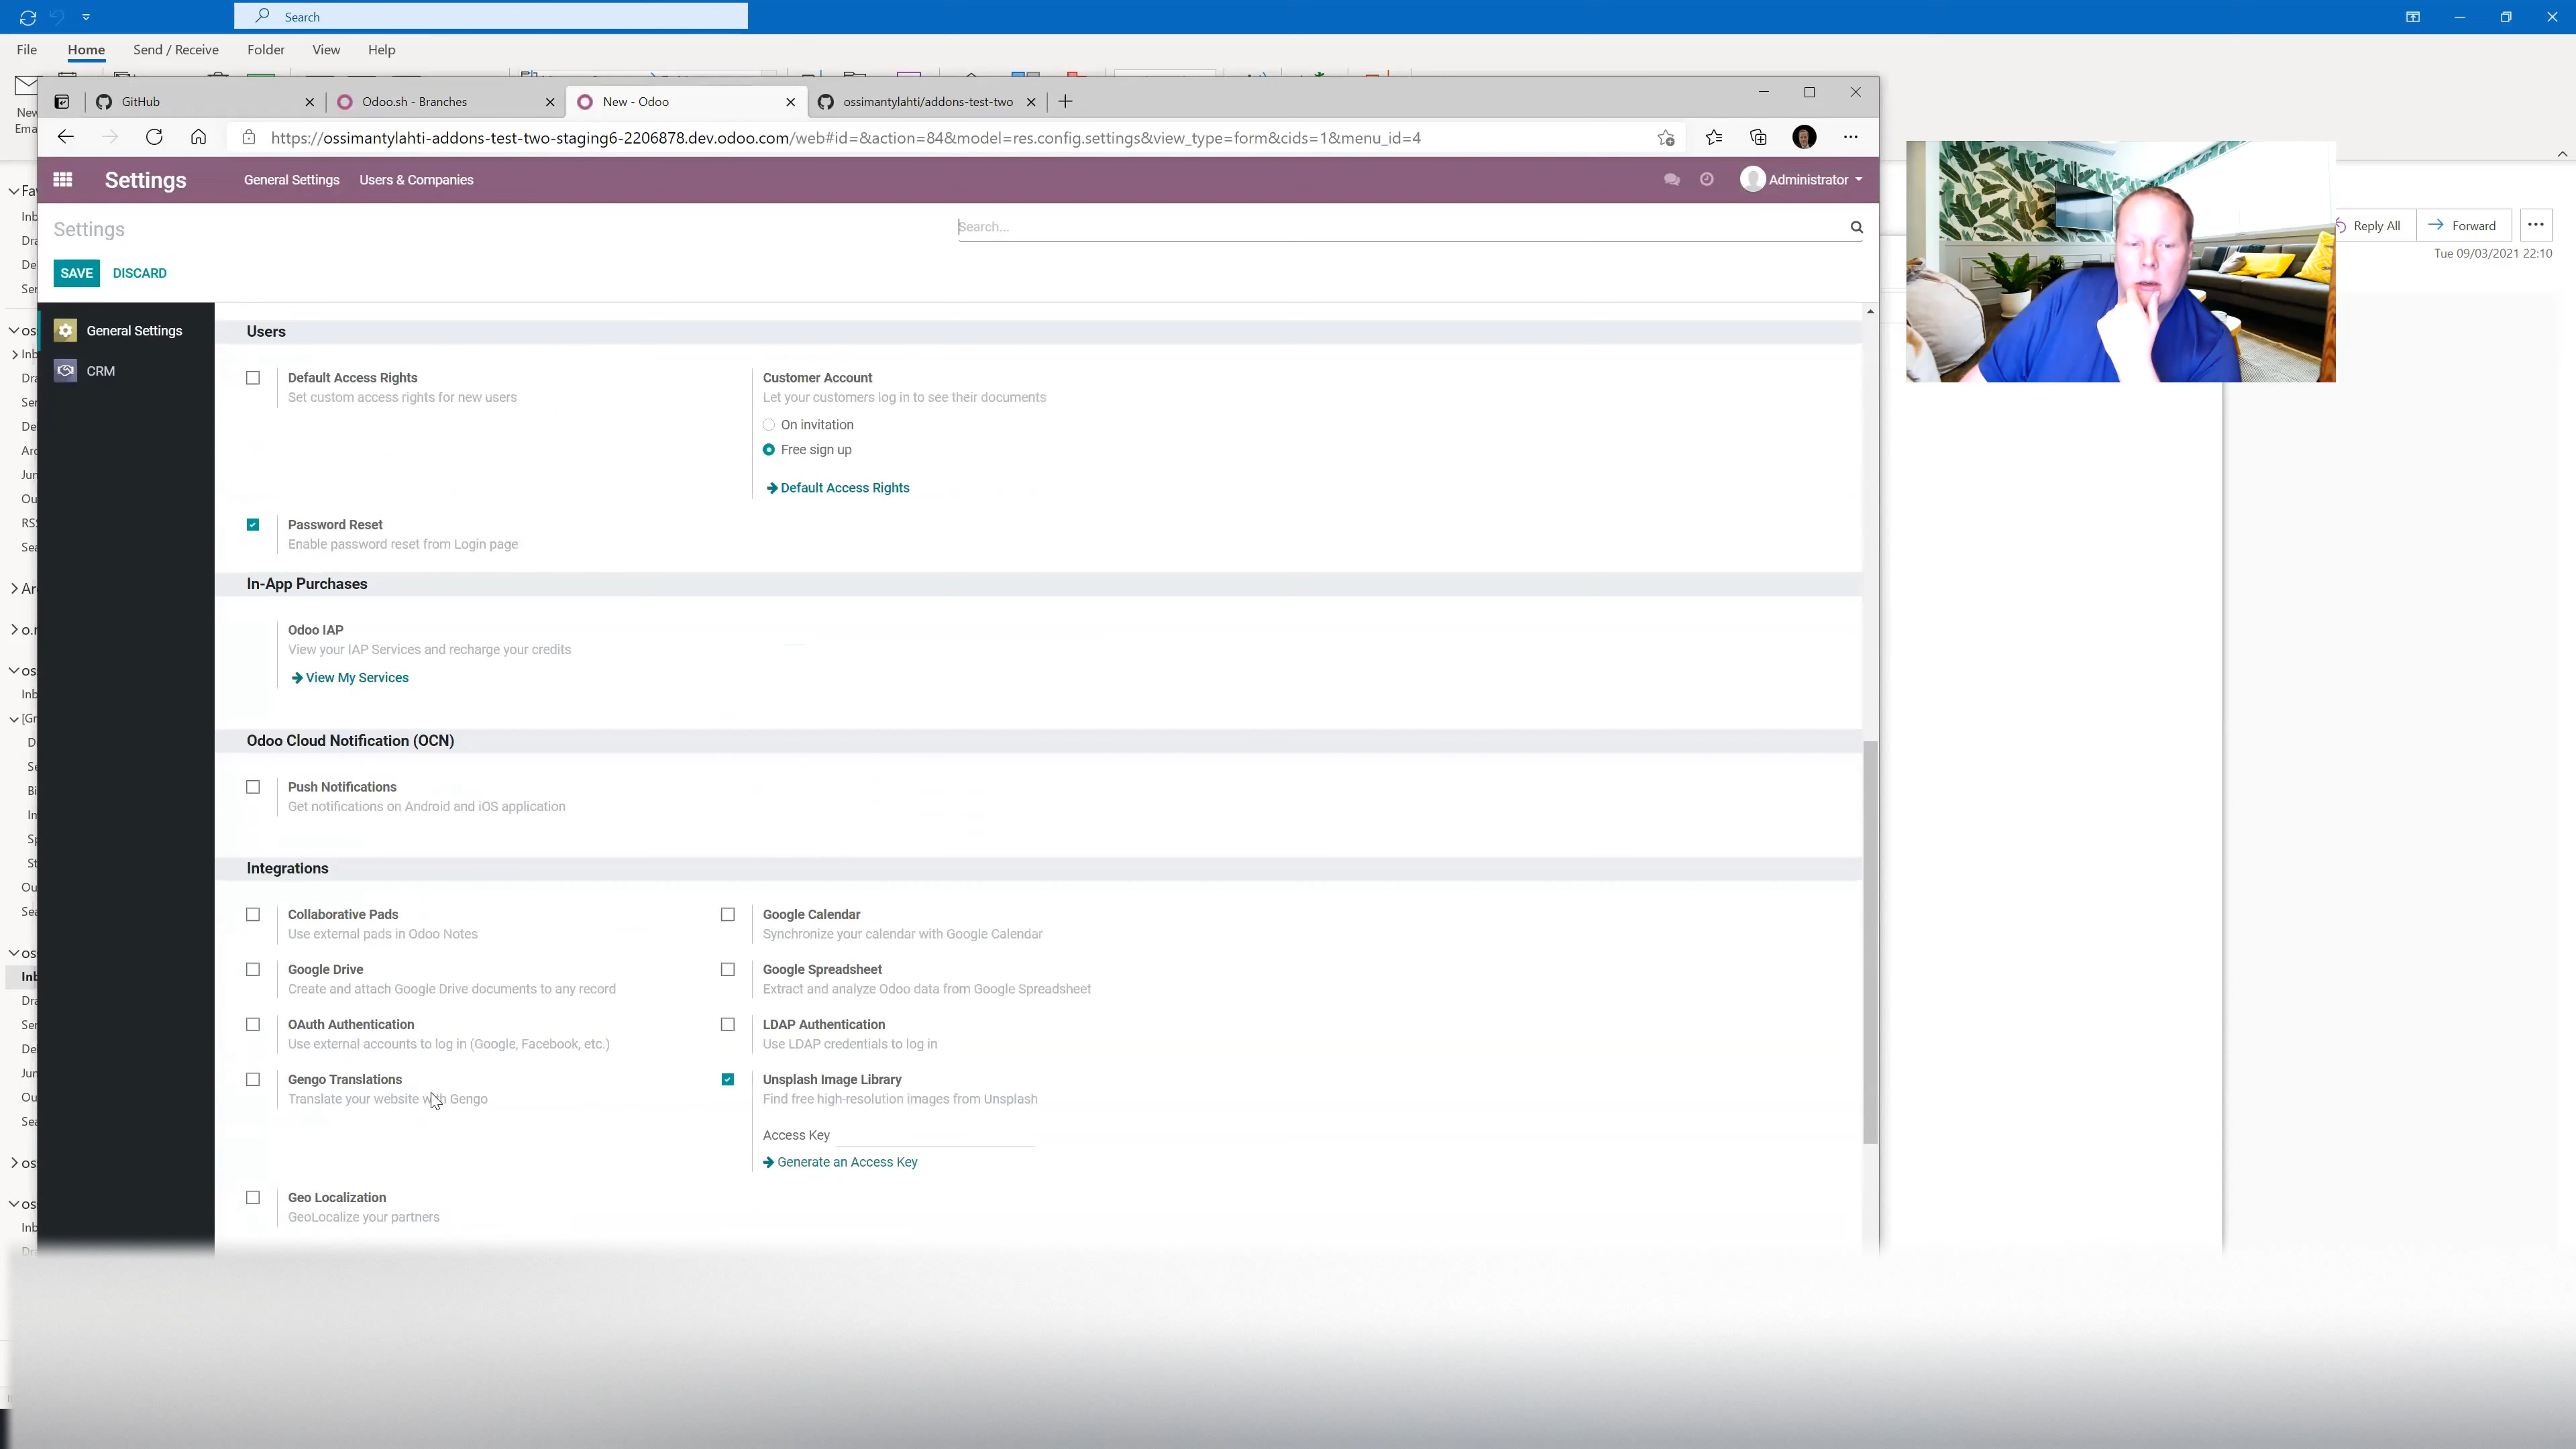 Search
File Home Send / Receive Folder View Help
New
GitHub
Odoo.sh - Branches
New - Odoo
ossimantylahti/addons-test-two
https://ossimantylahti-addons-test-two-staging6-2206878.dev.odoo.com/web#id=&action=84&model=res.config.settings&view_type=form&cids=1&menu_id=4
Settings General Settings Users & Companies
Administrator
Reply All Forward
Tue 09/03/2021 22:10
Settings
Search...
SAVE DISCARD
General Settings
CRM
Users
Default Access Rights
Set custom access rights for new users
Customer Account
Let your customers log in to see their documents
On invitation
Free sign up
Default Access Rights
Password Reset
Enable password reset from Login page
In-App Purchases
Odoo IAP
View your IAP Services and recharge your credits
View My Services
Odoo Cloud Notification (OCN)
Push Notifications
Get notifications on Android and iOS application
Integrations
Collaborative Pads
Use external pads in Odoo Notes
Google Calendar
Synchronize your calendar with Google Calendar
Google Drive
Create and attach Google Drive documents to any record
Google Spreadsheet
Extract and analyze Odoo data from Google Spreadsheet
OAuth Authentication
Use external accounts to log in (Google, Facebook, etc.)
LDAP Authentication
Use LDAP credentials to log in
Gengo Translations
Translate your website with Gengo
Unsplash Image Library
Find free high-resolution images from Unsplash
Access Key
Generate an Access Key
Geo Localization
GeoLocalize your partners